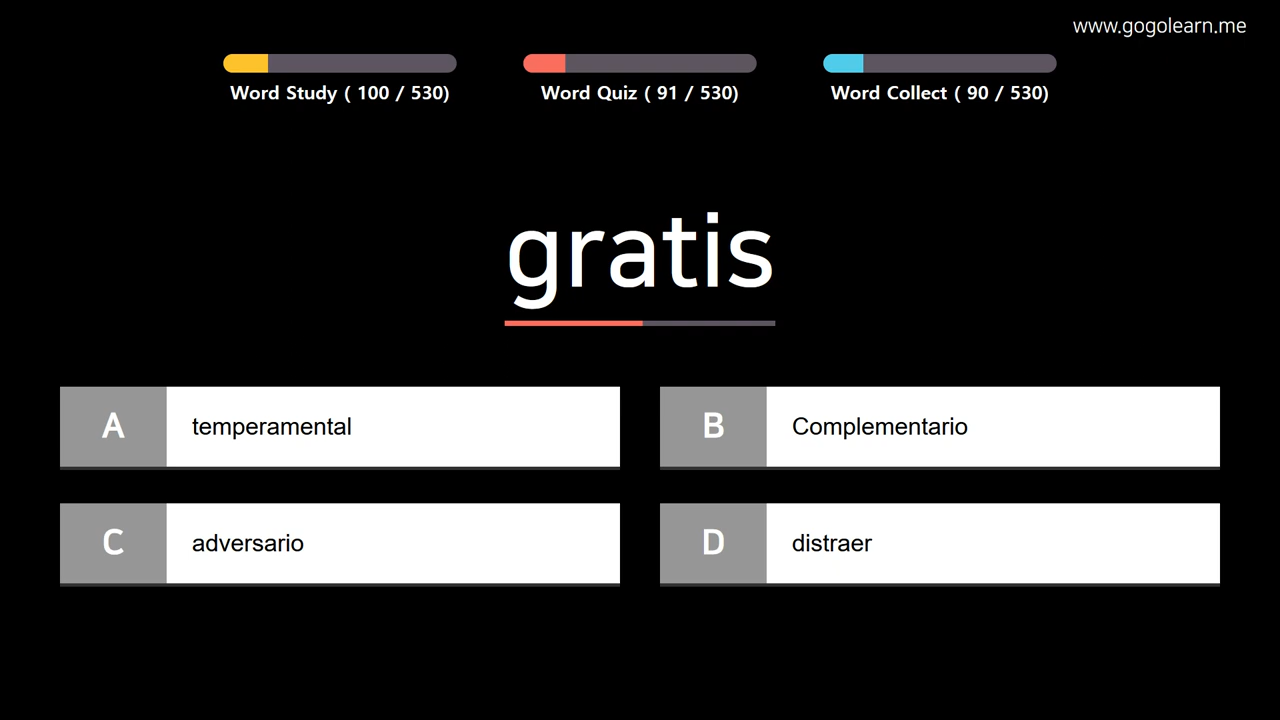 www.gogolearn.me
Word Study ( 100 / 530)
Word Quiz ( 91 / 530)
Word Collect ( 90 / 530)
gratis
A temperamental
B Complementario
C adversario
D distraer